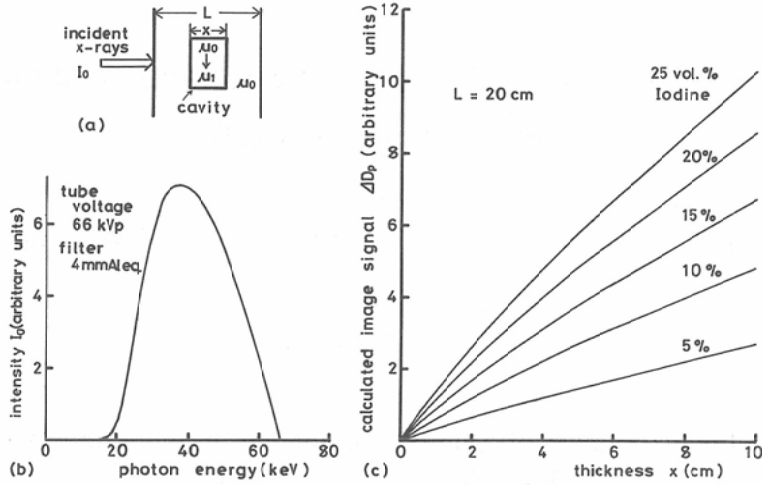 L
x
incident
x-rays
I₀
μ₀
μ₁
μ₀
cavity
(a)
tube
voltage
66 kVp
filter
4mmAleq.
intensity I₀(arbitrary units)
6
4
2
0
20
40
60
80
photon energy(keV)
(b)
calculated image signal ΔDp (arbitrary units)
12
10
8
6
4
2
0
2
4
6
8
10
thickness x(cm)
(c)
L = 20 cm
25 vol.%
Iodine
20%
15%
10%
5%